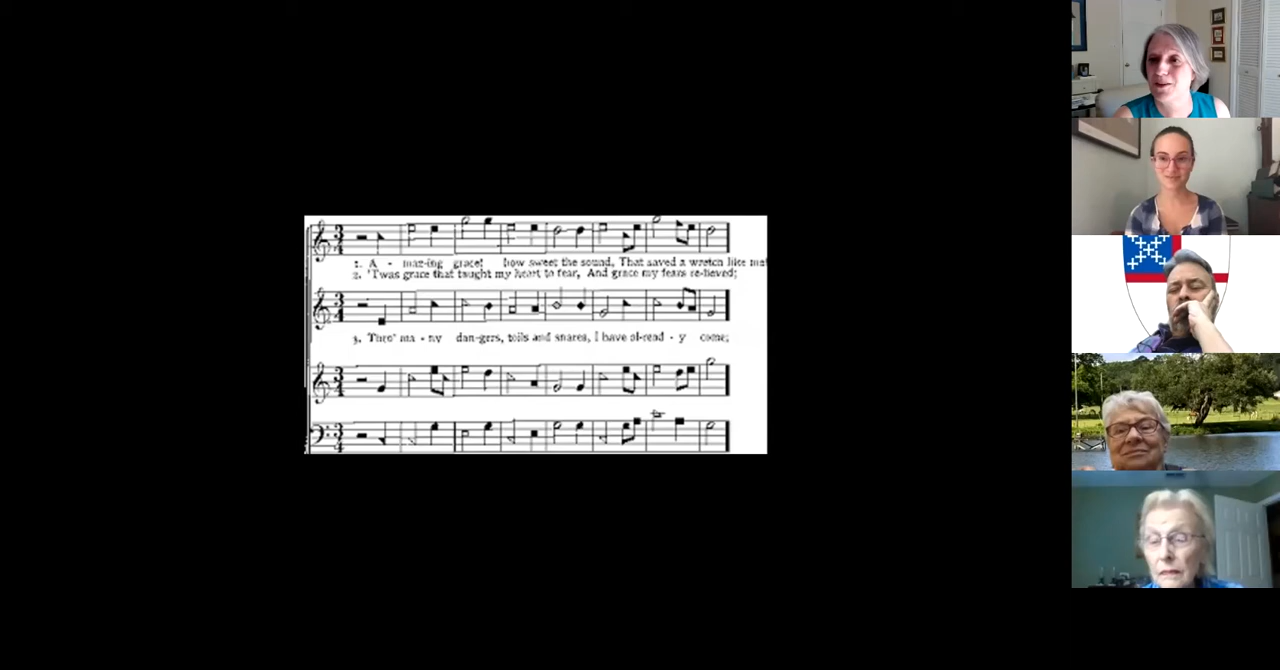 1. A - maz-ing grace! how sweet the sound, That saved a wretch like me
2. 'Twas grace that taught my heart to fear, And grace my fears re-lieved;
3. Thro' ma - ny dan-gers, toils and snares, I have al-read - y come;